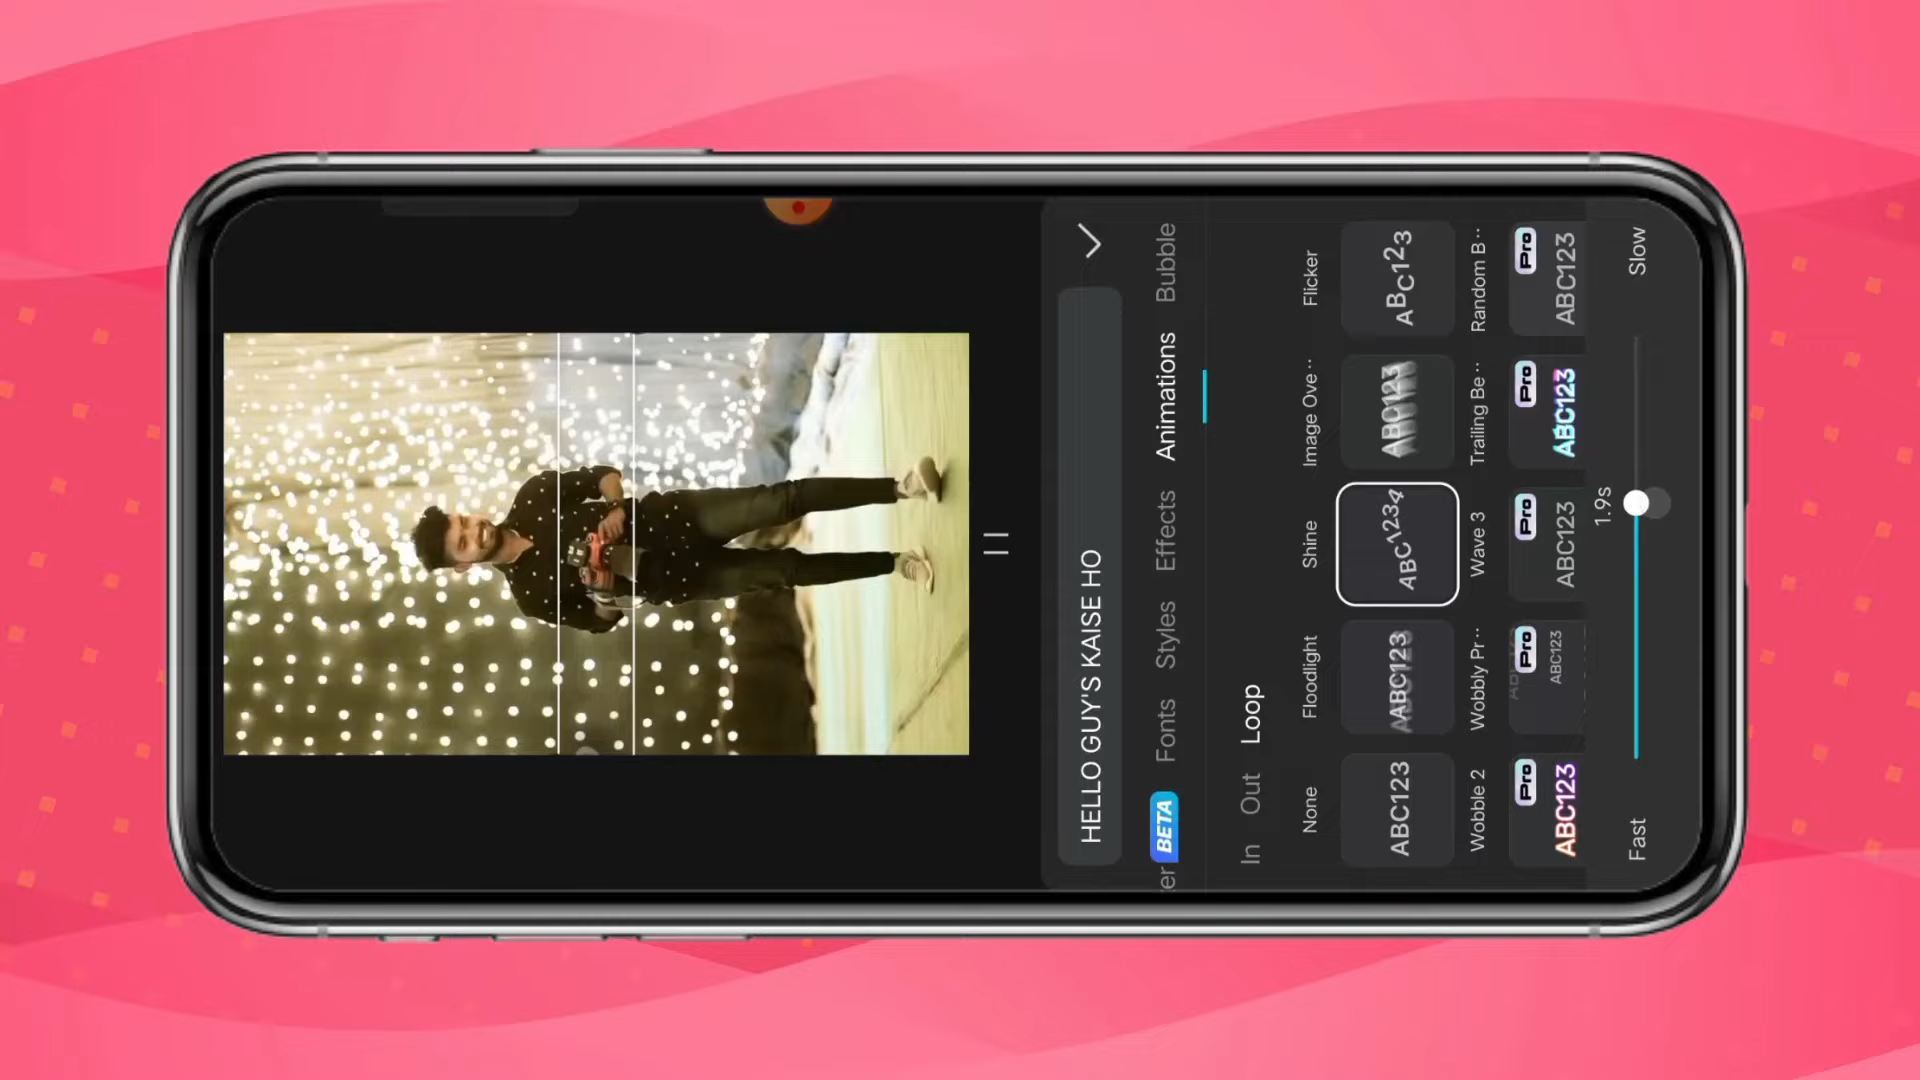 HELLO GUY'S KAISE HO
er BETA Fonts Styles Effects Animations Bubble
In Out Loop
None Floodlight Shine Image Ove·· Flicker
ABC123 ABC123 ABC1234 ABC123 ABC123
Wobble 2 Wobbly Pr·· Wave 3 Trailing Be·· Random B··
Pro Pro Pro Pro Pro
ABC123 ABC123 ABC123 ABC123 ABC123
1.9s
Fast Slow